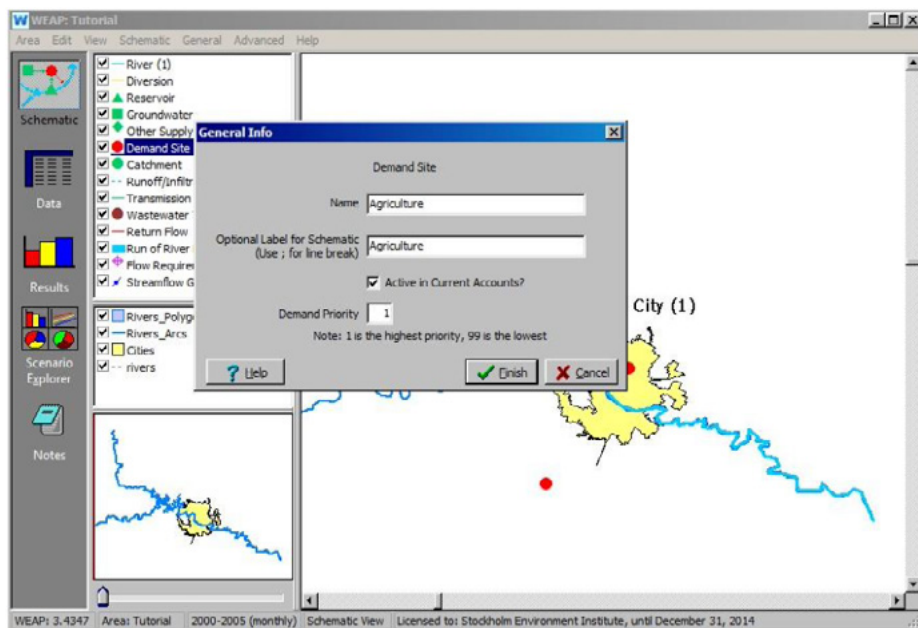 WEAP: Tutorial
Area Edit View Schematic General Advanced Help
Schematic
Data
Results
Scenario
Explorer
Notes
River (1)
Diversion
Reservoir
Groundwater
Other Supply
Demand Site
Catchment
Runoff/Infiltr
Transmission
Wastewater
Return Flow
Run of River
Flow Require
Streamflow G
Rivers_Polyg
Rivers_Arcs
Cities
rivers
General Info
Demand Site
Name Agriculture
Optional Label for Schematic
(Use ; for line break) Agriculture
Active in Current Accounts?
Demand Priority 1
Note: 1 is the highest priority, 99 is the lowest
? Help Finish Cancel
City (1)
WEAP: 3.4347 Area: Tutorial 2000-2005 (monthly) Schematic View Licensed to: Stockholm Environment Institute, until December 31, 2014